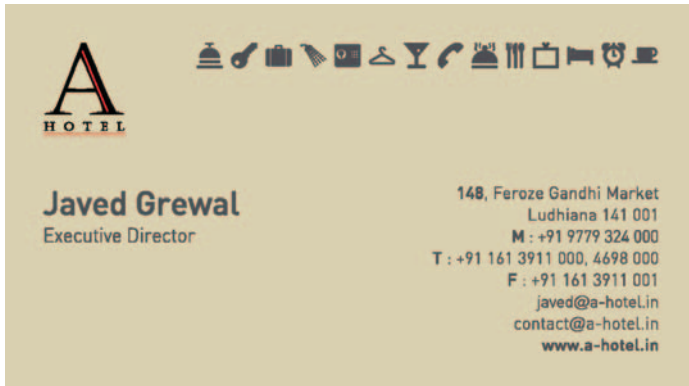 A
HOTEL
Javed Grewal
Executive Director
148, Feroze Gandhi Market
Ludhiana 141 001
M : +91 9779 324 000
T : +91 161 3911 000, 4698 000
F : +91 161 3911 001
javed@a-hotel.in
contact@a-hotel.in
www.a-hotel.in